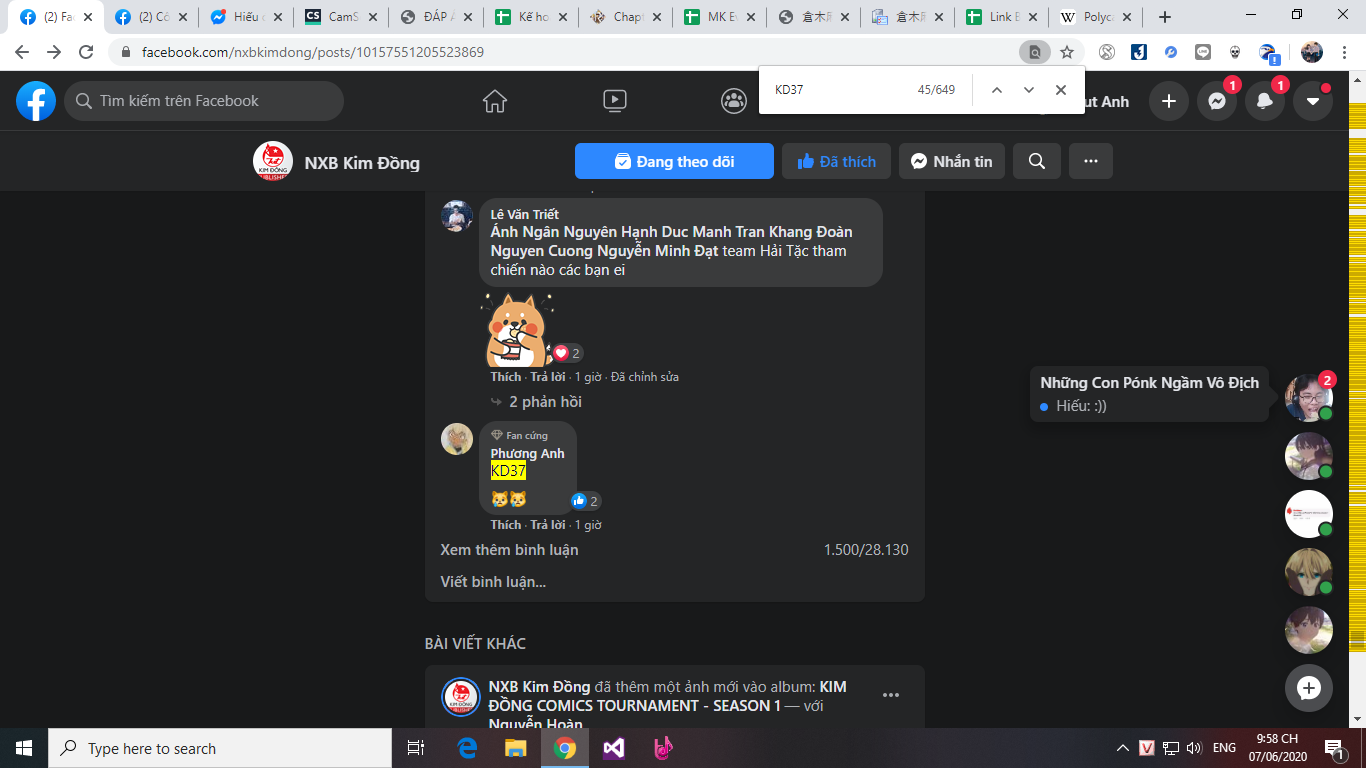 (2) Fa
(2) Cố
Hiếu
CamS
ĐÁP
Kế ho
Chapt
MK E
倉木
倉木
Link
Polyca
facebook.com/nxbkimdong/posts/10157551205523869
KD37
45/649
Tìm kiếm trên Facebook
ut Anh
1
1
KIM ĐỒNG
NXB Kim Đồng
Đang theo dõi
Đã thích
Nhắn tin
Lê Văn Triết
Ánh Ngân Nguyên Hạnh Duc Manh Tran Khang Đoàn
Nguyen Cuong Nguyễn Minh Đạt team Hải Tặc tham
chiến nào các bạn ei
2
Thích · Trả lời · 1 giờ · Đã chỉnh sửa
2 phản hồi
Fan cứng
Phương Anh
KD37
😿😿
2
Thích · Trả lời · 1 giờ
Xem thêm bình luận
1.500/28.130
Viết bình luận...
BÀI VIẾT KHÁC
NXB Kim Đồng đã thêm một ảnh mới vào album: KIM
ĐỒNG COMICS TOURNAMENT - SEASON 1 — với
Nguyễn Hoàn
Những Con Pónk Ngầm Vô Địch
Hiếu: :))
2
Type here to search
ENG
9:58 CH
07/06/2020
1